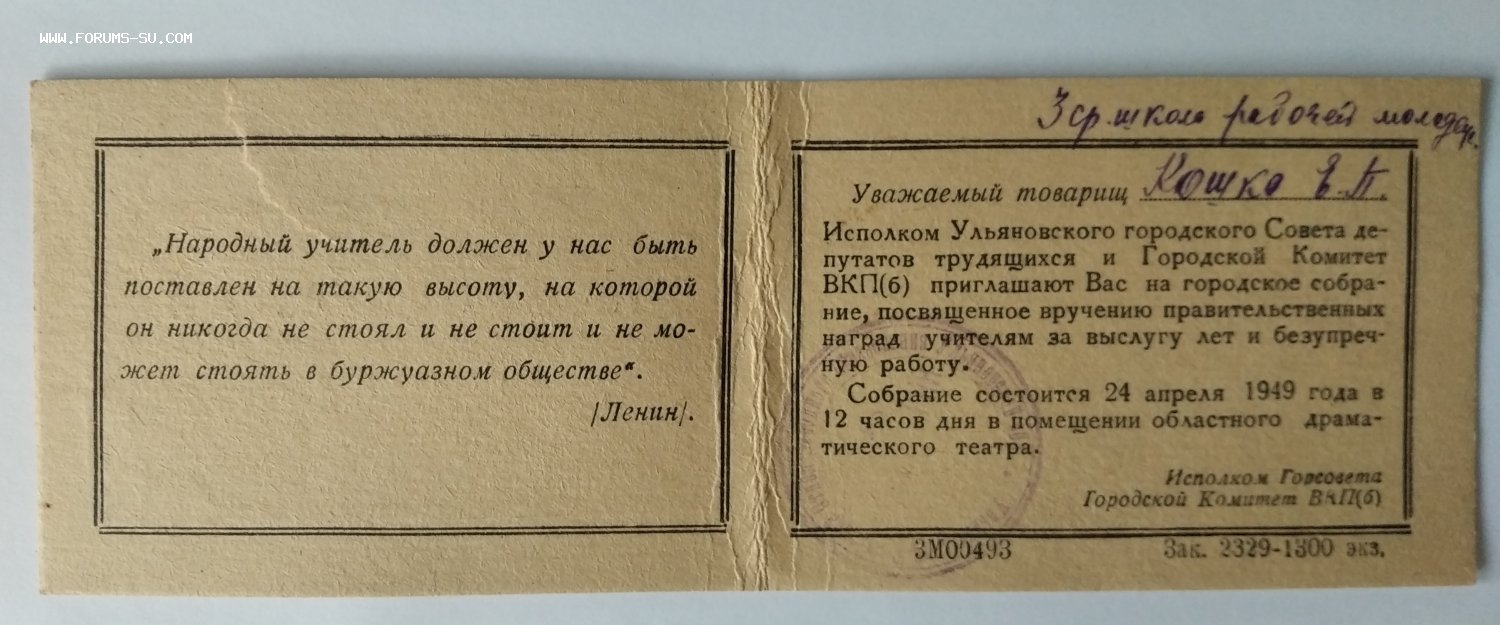 WWW.FORUMS-SU.COM
„Народный учитель должен у нас быть
поставлен на такую высоту, на которой
он никогда не стоял и не стоит и не мо-
жет стоять в буржуазном обществе“.
/Ленин/.
3 ср. школа рабочей молодеж.
Уважаемый товарищ Кошко Е. П.
Исполком Ульяновского городского Совета де-
путатов трудящихся и Городской Комитет
ВКП(б) приглашают Вас на городское собра-
ние, посвященное вручению правительственных
наград учителям за выслугу лет и безупреч-
ную работу.
Собрание состоится 24 апреля 1949 года в
12 часов дня в помещении областного драма-
тического театра.
Исполком Горсовета
Городской Комитет ВКП(б)
ЗМ00493 Зак. 2329-1300 экз.